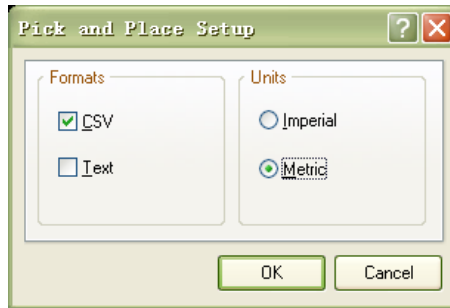 Pick and Place Setup
Formats
CSV
Text
Units
Imperial
Metric
OK
Cancel